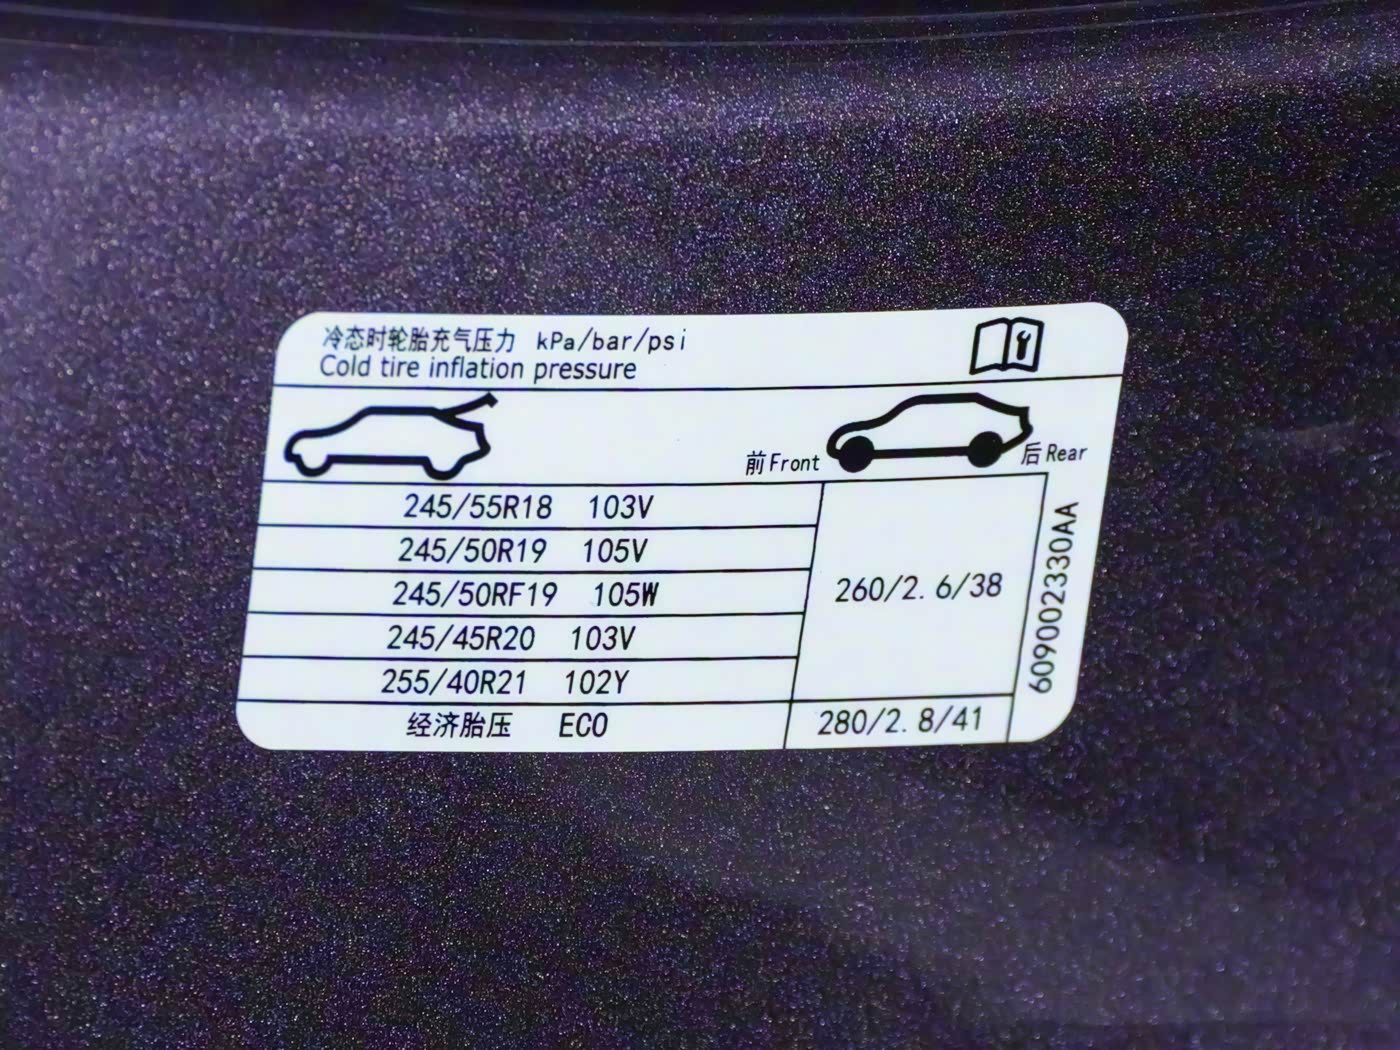 冷态时轮胎充气压力 kPa/bar/psi
Cold tire inflation pressure
前 Front
后 Rear
245/55R18 103V
245/50R19 105V
245/50RF19 105W
245/45R20 103V
255/40R21 102Y
260/2.6/38
经济胎压 ECO
280/2.8/41
609002330AA